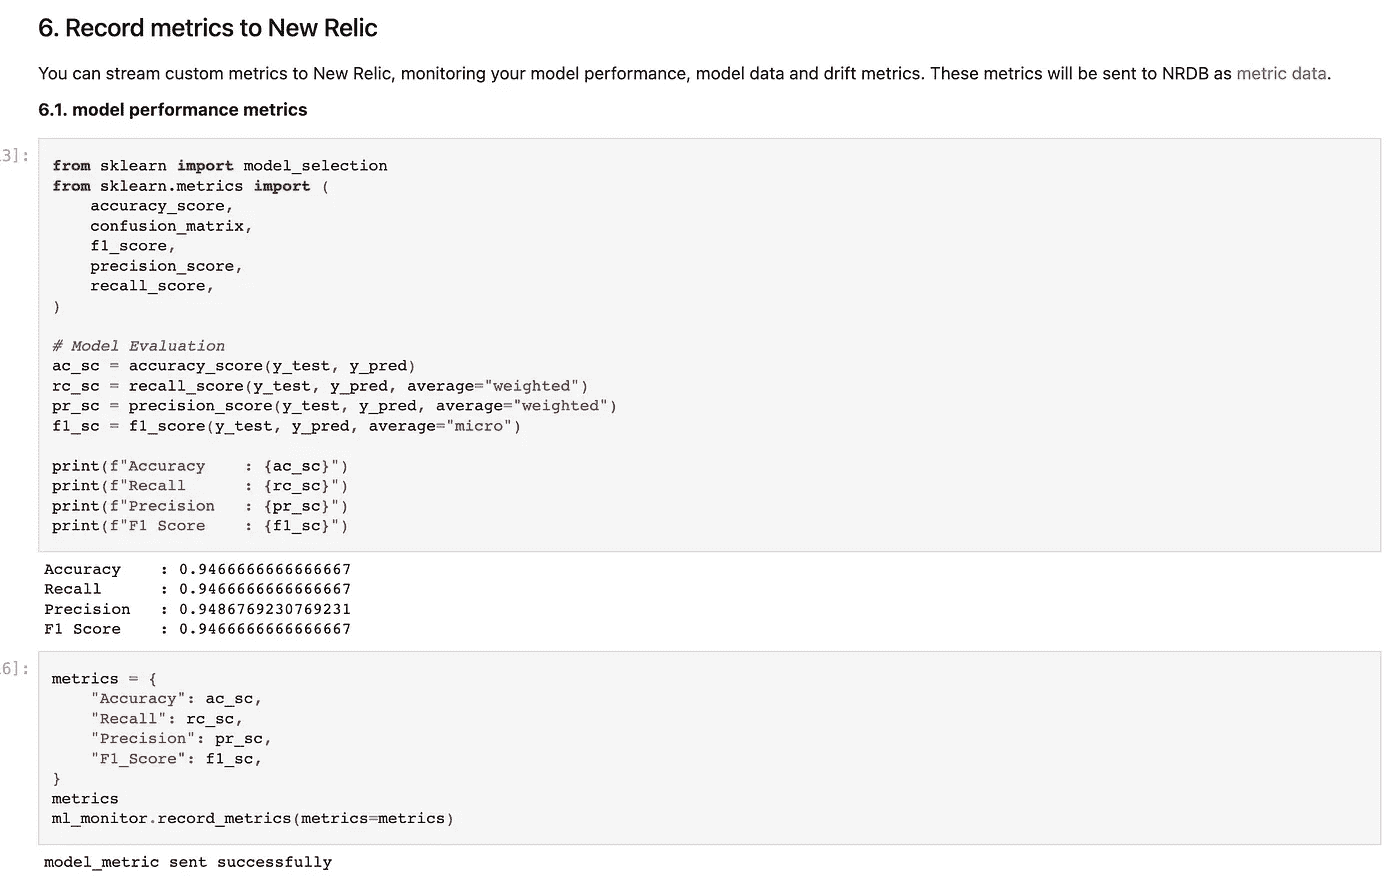 6. Record metrics to New Relic
You can stream custom metrics to New Relic, monitoring your model performance, model data and drift metrics. These metrics will be sent to NRDB as metric data.
6.1. model performance metrics
3]:
from sklearn import model_selection
from sklearn.metrics import (
    accuracy_score,
    confusion_matrix,
    f1_score,
    precision_score,
    recall_score,
)
# Model Evaluation
ac_sc = accuracy_score(y_test, y_pred)
rc_sc = recall_score(y_test, y_pred, average="weighted")
pr_sc = precision_score(y_test, y_pred, average="weighted")
f1_sc = f1_score(y_test, y_pred, average="micro")
print(f"Accuracy    : {ac_sc}")
print(f"Recall      : {rc_sc}")
print(f"Precision   : {pr_sc}")
print(f"F1 Score    : {f1_sc}")
Accuracy    : 0.9466666666666667
Recall      : 0.9466666666666667
Precision   : 0.9486769230769231
F1 Score    : 0.9466666666666667
6]:
metrics = {
    "Accuracy": ac_sc,
    "Recall": rc_sc,
    "Precision": pr_sc,
    "F1_Score": f1_sc,
}
metrics
ml_monitor.record_metrics(metrics=metrics)
model_metric sent successfully